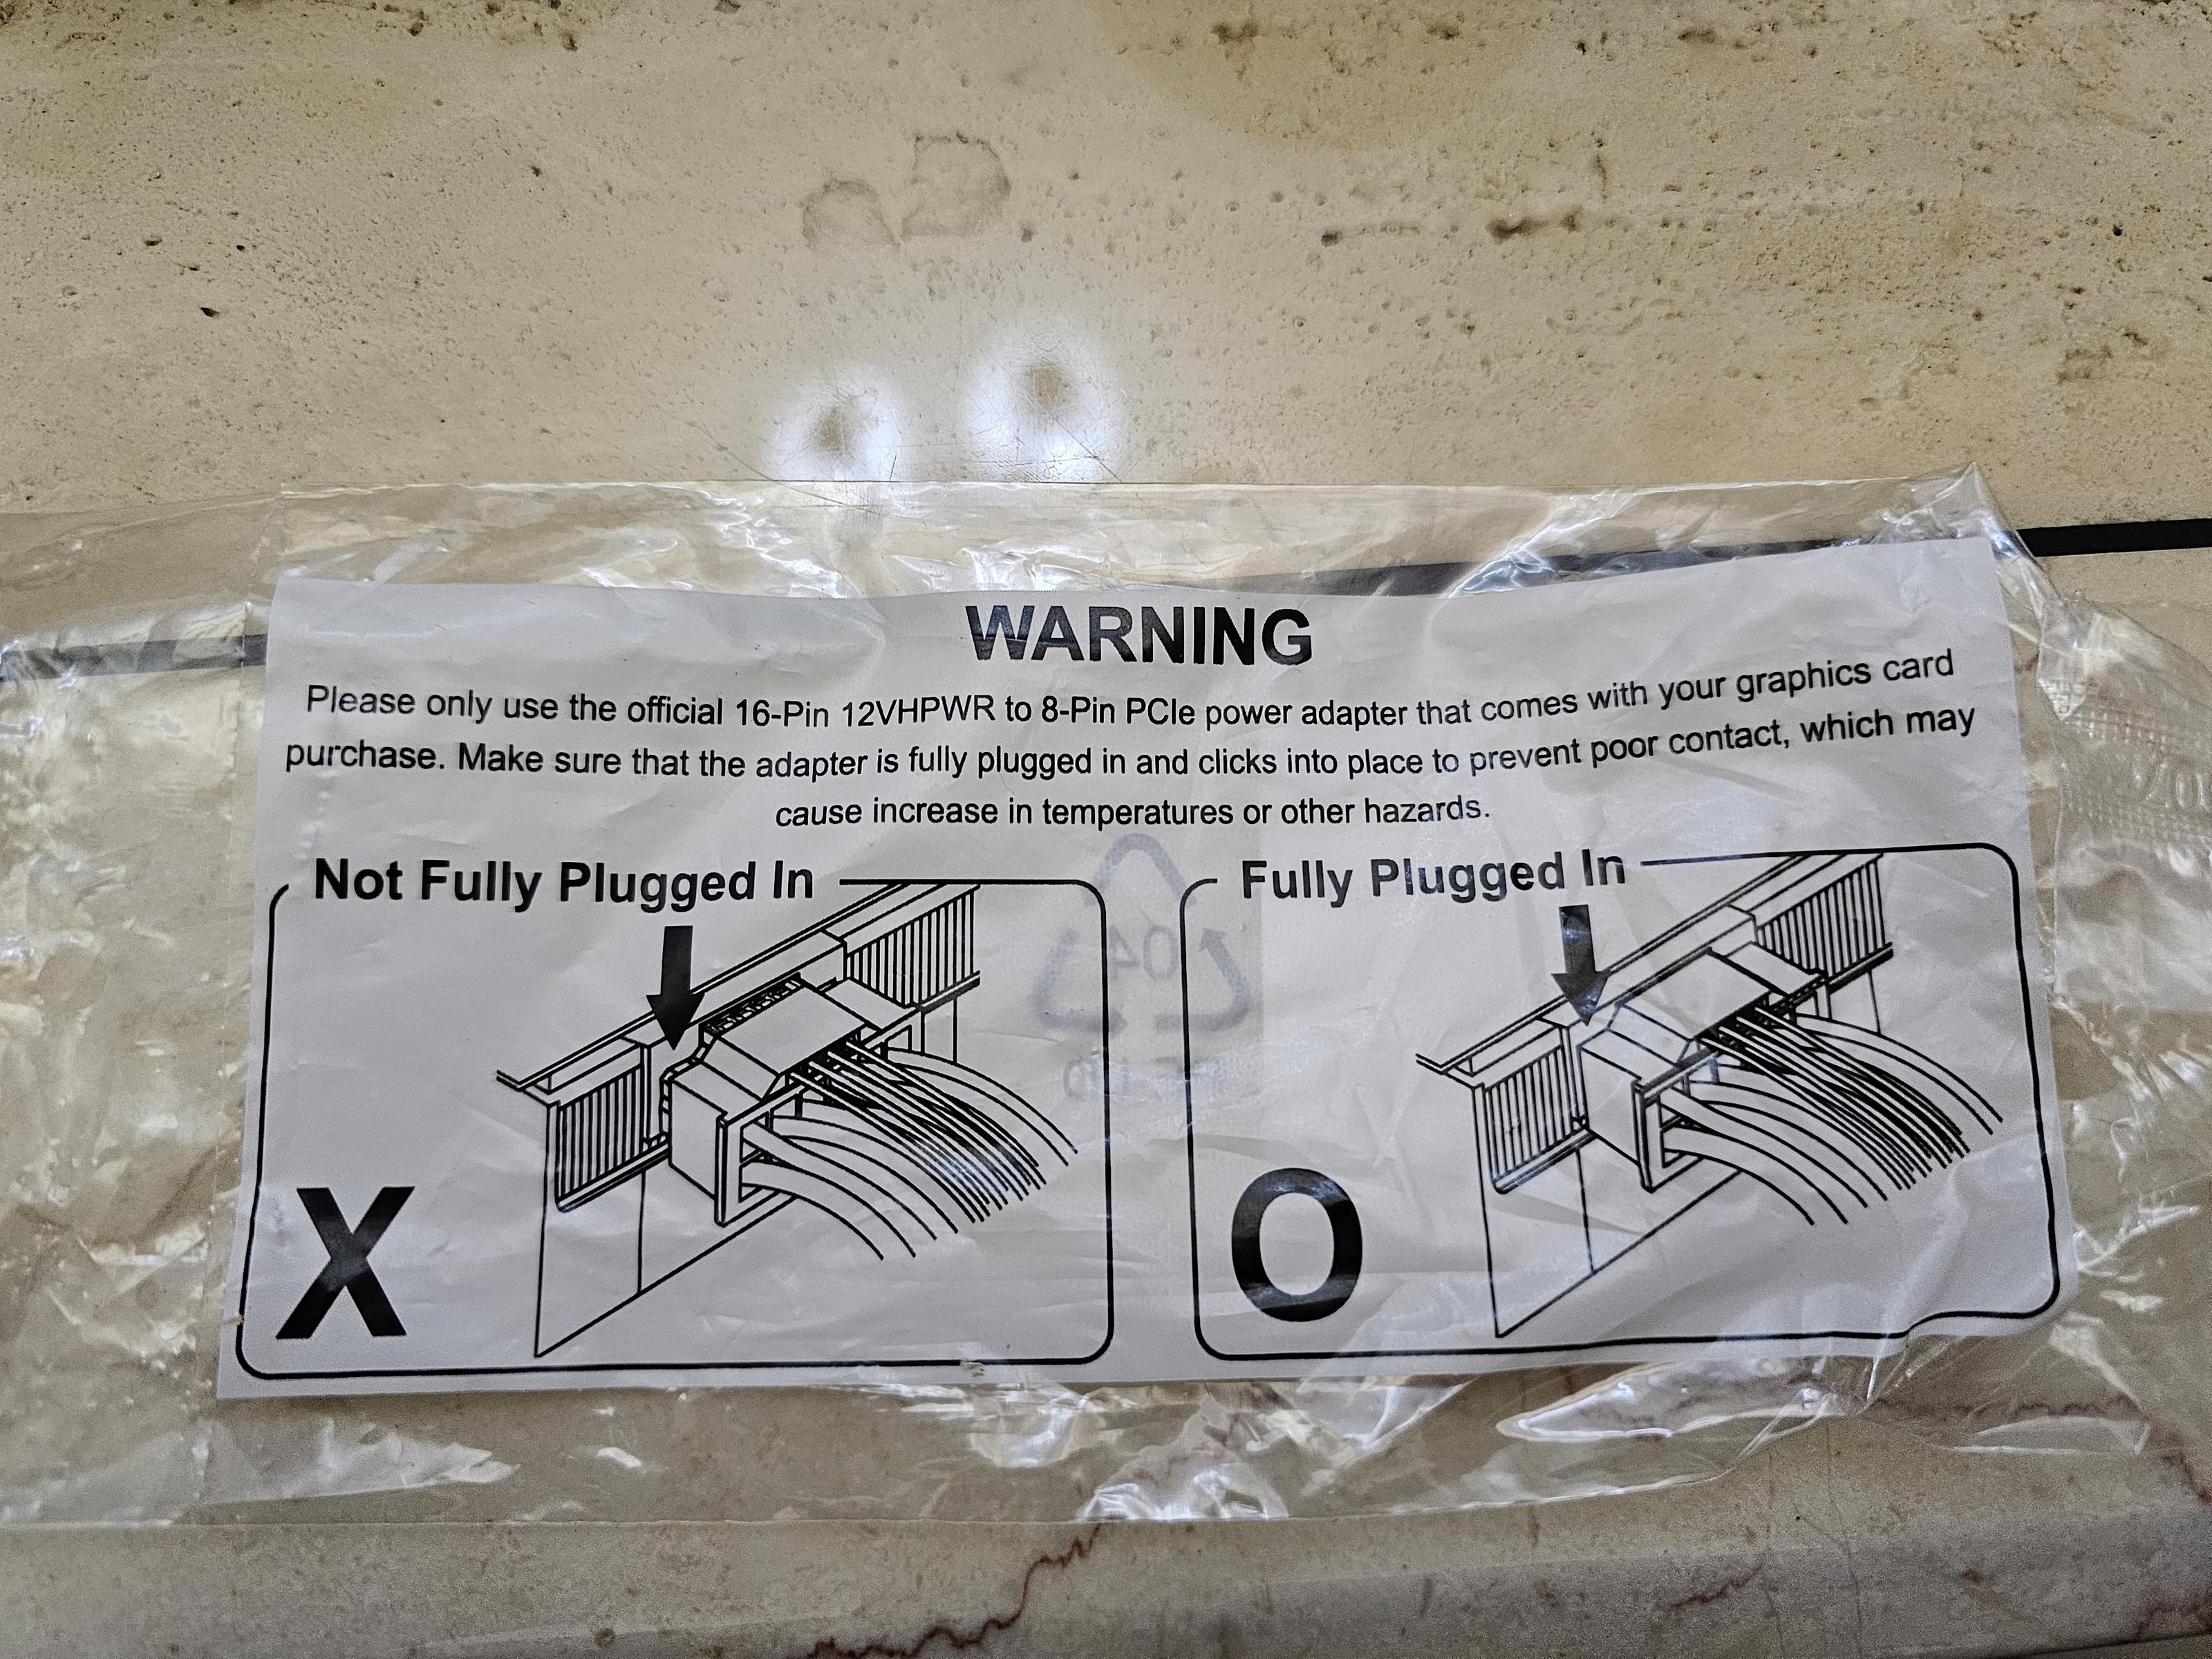 WARNING
Please only use the official 16-Pin 12VHPWR to 8-Pin PCIe power adapter that comes with your graphics card
purchase. Make sure that the adapter is fully plugged in and clicks into place to prevent poor contact, which may
cause increase in temperatures or other hazards.
Not Fully Plugged In
Fully Plugged In
04
X
O